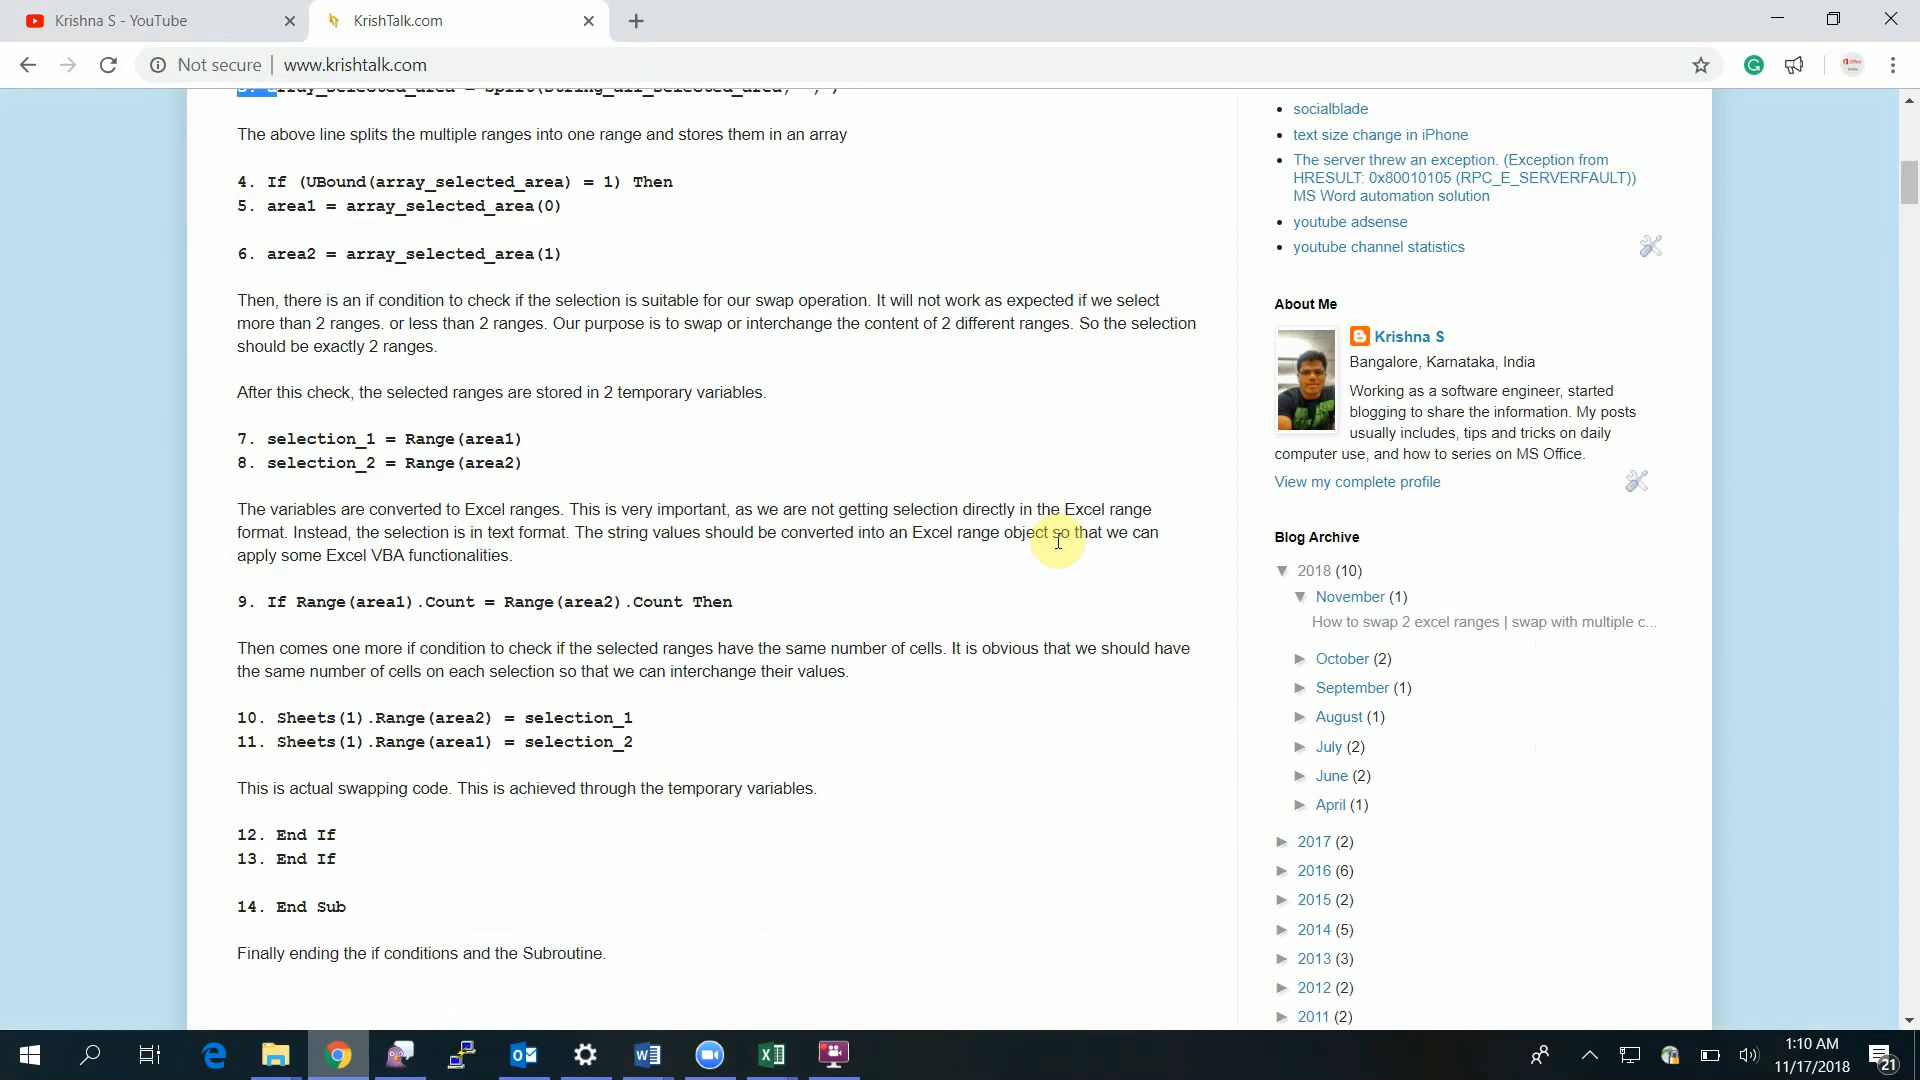 Krishna S - YouTube
KrishTalk.com
Not secure
www.krishtalk.com
3. array_selected_area = Split(String_all_selected_area, ",")
The above line splits the multiple ranges into one range and stores them in an array
4. If (UBound(array_selected_area) = 1) Then
5. area1 = array_selected_area(0)
6. area2 = array_selected_area(1)
Then, there is an if condition to check if the selection is suitable for our swap operation. It will not work as expected if we select
more than 2 ranges. or less than 2 ranges. Our purpose is to swap or interchange the content of 2 different ranges. So the selection
should be exactly 2 ranges.
After this check, the selected ranges are stored in 2 temporary variables.
7. selection_1 = Range(area1)
8. selection_2 = Range(area2)
The variables are converted to Excel ranges. This is very important, as we are not getting selection directly in the Excel range
format. Instead, the selection is in text format. The string values should be converted into an Excel range object so that we can
apply some Excel VBA functionalities.
9. If Range(area1).Count = Range(area2).Count Then
Then comes one more if condition to check if the selected ranges have the same number of cells. It is obvious that we should have
the same number of cells on each selection so that we can interchange their values.
10. Sheets(1).Range(area2) = selection_1
11. Sheets(1).Range(area1) = selection_2
This is actual swapping code. This is achieved through the temporary variables.
12. End If
13. End If
14. End Sub
Finally ending the if conditions and the Subroutine.
socialblade
text size change in iPhone
The server threw an exception. (Exception from
HRESULT: 0x80010105 (RPC_E_SERVERFAULT))
MS Word automation solution
youtube adsense
youtube channel statistics
About Me
Krishna S
Bangalore, Karnataka, India
Working as a software engineer, started
blogging to share the information. My posts
usually includes, tips and tricks on daily
computer use, and how to series on MS Office.
View my complete profile
Blog Archive
▼ 2018 (10)
▼ November (1)
How to swap 2 excel ranges | swap with multiple c...
► October (2)
► September (1)
► August (1)
► July (2)
► June (2)
► April (1)
► 2017 (2)
► 2016 (6)
► 2015 (2)
► 2014 (5)
► 2013 (3)
► 2012 (2)
► 2011 (2)
1:10 AM
11/17/2018
21